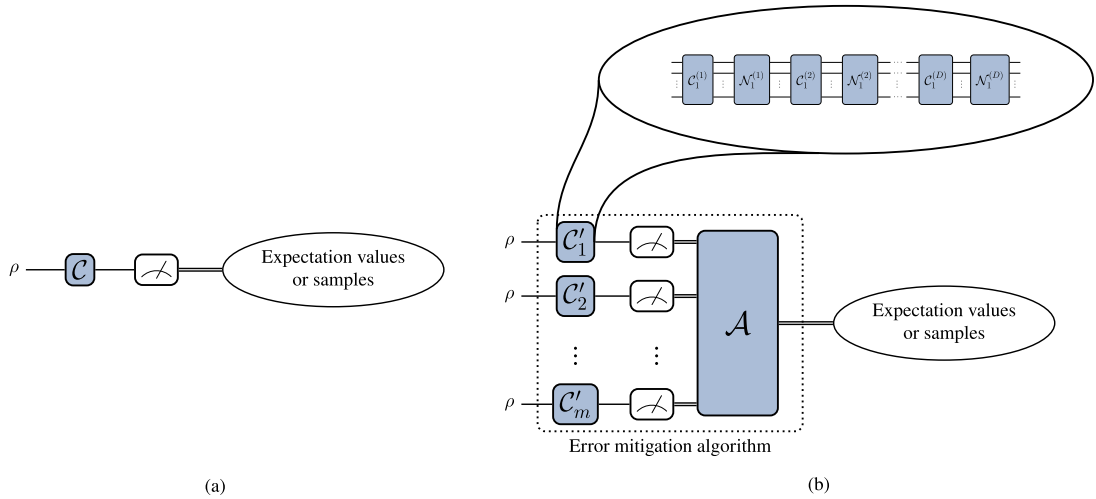 ρ
𝒞
Expectation values
or samples
(a)
𝒞₁⁽¹⁾
𝒩₁⁽¹⁾
𝒞₁⁽²⁾
𝒩₁⁽²⁾
𝒞₁⁽ᴰ⁾
𝒩₁⁽ᴰ⁾
ρ
𝒞′₁
ρ
𝒞′₂
ρ
𝒞′ₘ
𝒜
Expectation values
or samples
Error mitigation algorithm
(b)